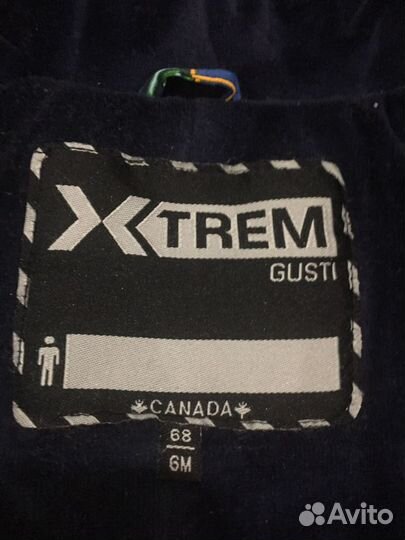 XTREM
GUSTI
CANADA
68
6M
Avito